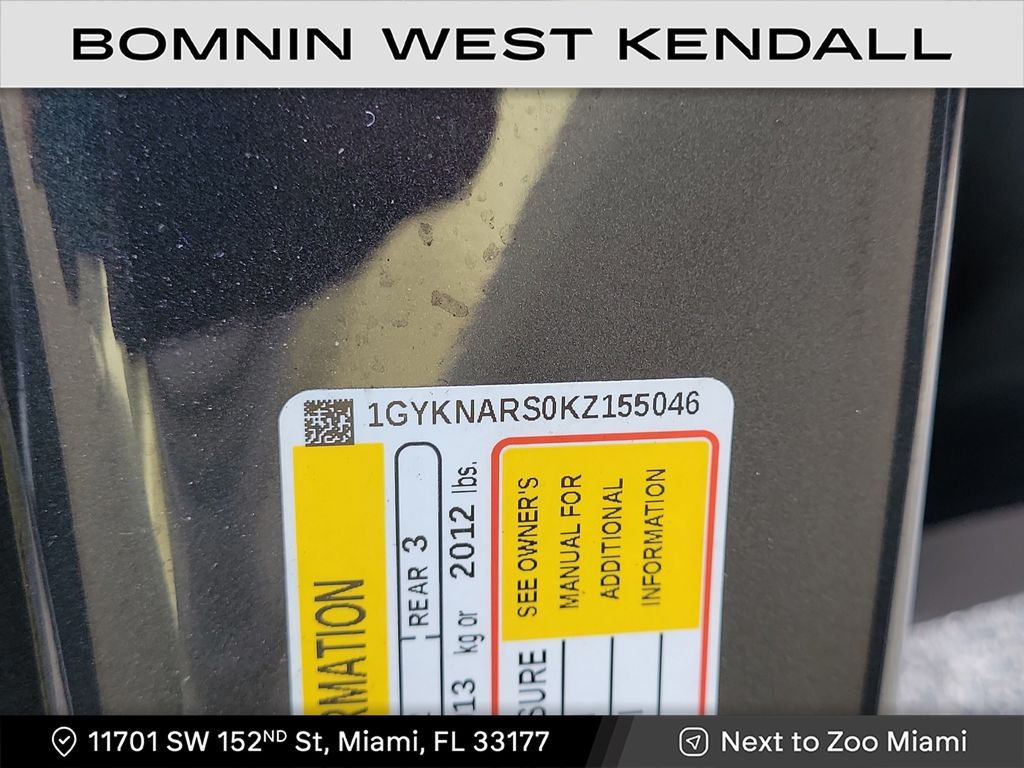 BOMNIN WEST KENDALL
1GYKNARS0KZ155046
RMATION
REAR 3
013 kg or 2012 lbs.
SEE OWNER'S
MANUAL FOR
ADDITIONAL
INFORMATION
SURE
11701 SW 152ND St, Miami, FL 33177
Next to Zoo Miami